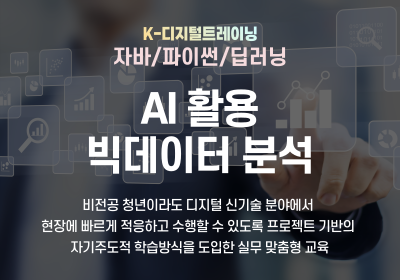 K-디지털트레이닝
자바/파이썬/딥러닝
AI 활용
빅데이터 분석
비전공 청년이라도 디지털 신기술 분야에서
현장에 빠르게 적응하고 수행할 수 있도록 프로젝트 기반의
자기주도적 학습방식을 도입한 실무 맞춤형 교육